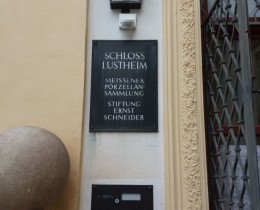 SCHLOSS
LUSTHEIM
MEISSENER
PORZELLAN-
SAMMLUNG
STIFTUNG
ERNST
SCHNEIDER